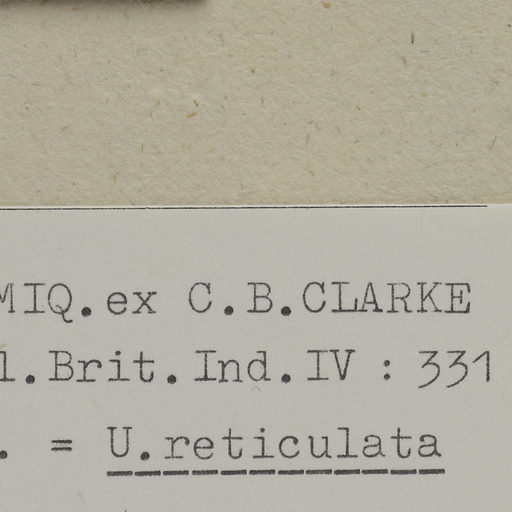 MIQ.ex C.B.CLARKE
l.Brit.Ind.IV : 331
. = U.reticulata